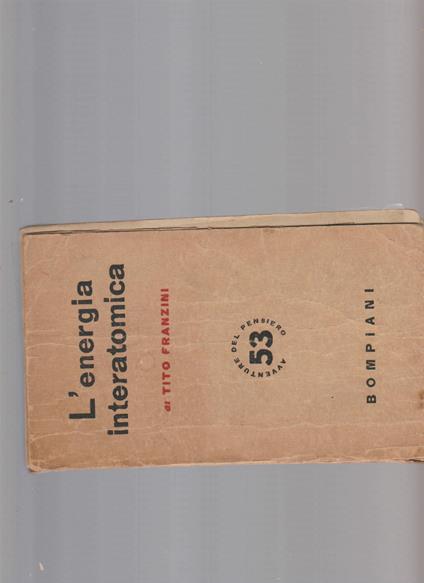 L'energia
interatomica
di TITO FRANZINI
AVVENTURE DEL PENSIERO
53
BOMPIANI